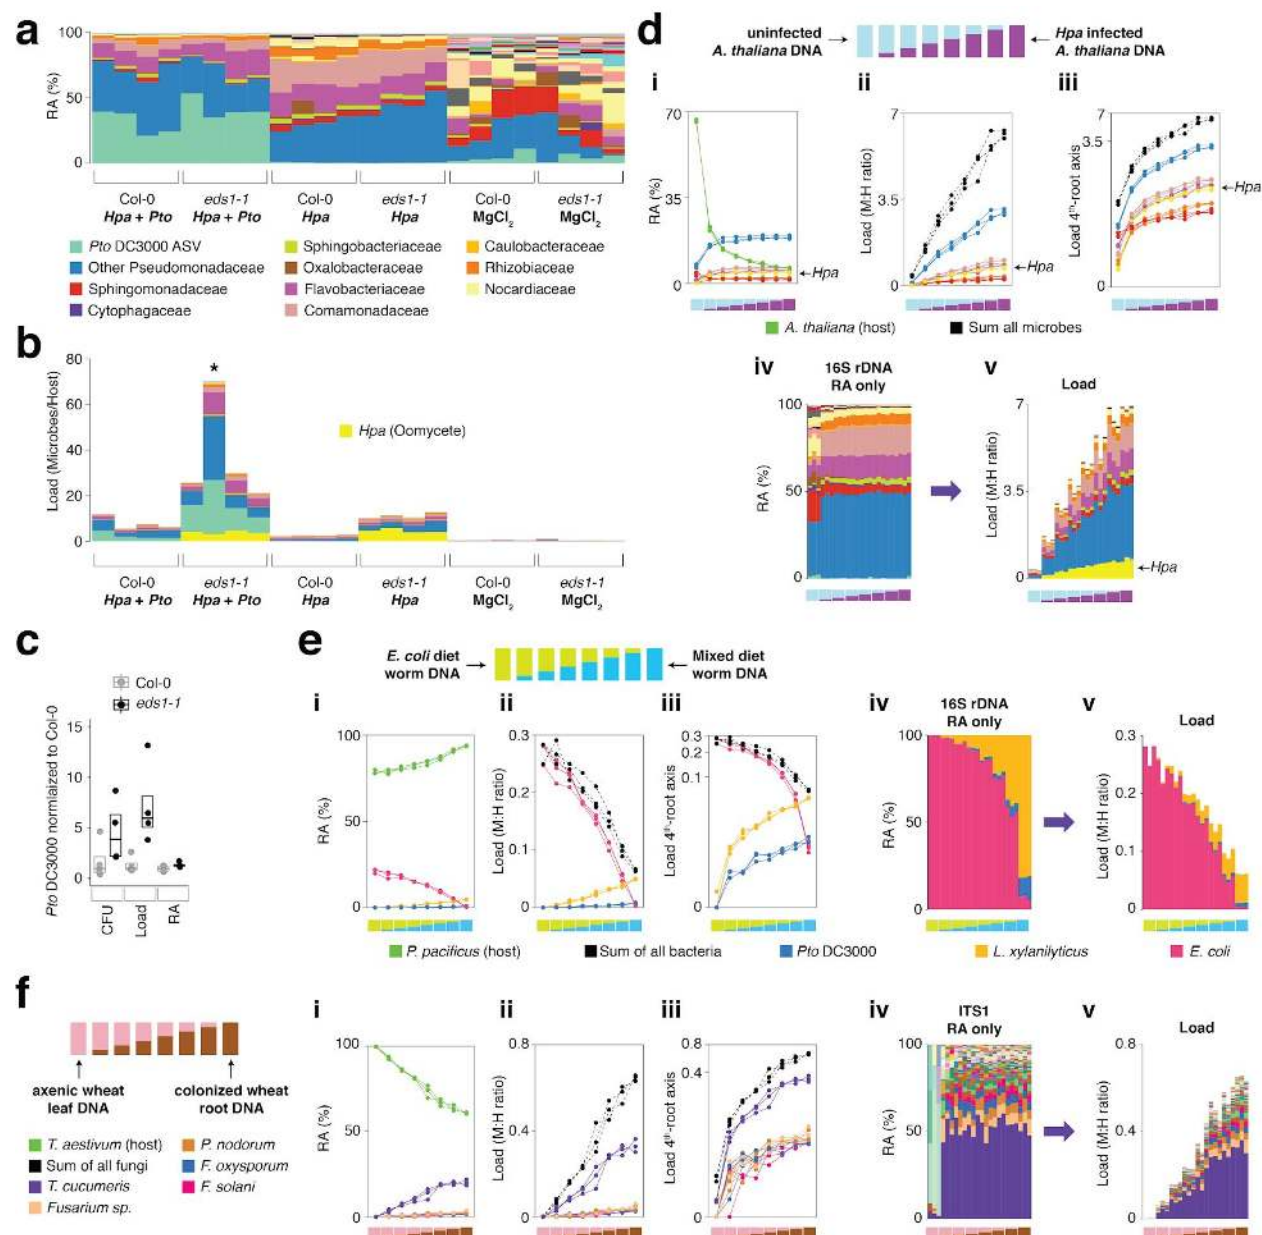 a
100
50
0
RA (%)
Col-0
Hpa + Pto
eds1-1
Hpa + Pto
Col-0
Hpa
eds1-1
Hpa
Col-0
MgCl2
eds1-1
MgCl2
Pto DC3000 ASV
Other Pseudomonadaceae
Sphingomonadaceae
Cytophagaceae
Sphingobacteriaceae
Oxalobacteraceae
Flavobacteriaceae
Comamonadaceae
Caulobacteraceae
Rhizobiaceae
Nocardiaceae
b
80
60
40
20
0
Load (Microbes/Host)
*
Hpa (Oomycete)
Col-0
Hpa + Pto
eds1-1
Hpa + Pto
Col-0
Hpa
eds1-1
Hpa
Col-0
MgCl2
eds1-1
MgCl2
c
Col-0
eds1-1
15
10
5
0
Pto DC3000 normlaized to Col-0
CFU
Load
RA
d
uninfected
A. thaliana DNA
Hpa infected
A. thaliana DNA
i
70
35
0
RA (%)
Hpa
ii
7
3.5
0
Load (M:H ratio)
Hpa
iii
7
3.5
0
Load 4th-root axis
Hpa
A. thaliana (host)
Sum all microbes
iv
16S rDNA
RA only
100
50
0
RA (%)
v
Load
7
3.5
0
Load (M:H ratio)
Hpa
e
E. coli diet
worm DNA
Mixed diet
worm DNA
i
100
50
0
RA (%)
ii
0.3
0.2
0.1
0
Load (M:H ratio)
iii
0.3
0.2
0.1
0
Load 4th-root axis
iv
16S rDNA
RA only
100
50
0
RA (%)
v
Load
0.3
0.2
0.1
0
Load (M:H ratio)
P. pacificus (host)
Sum of all bacteria
Pto DC3000
L. xylanilyticus
E. coli
f
axenic wheat
leaf DNA
colonized wheat
root DNA
T. aestivum (host)
Sum of all fungi
T. cucumeris
Fusarium sp.
P. nodorum
F. oxysporum
F. solani
i
100
50
0
RA (%)
ii
0.8
0.4
0
Load (M:H ratio)
iii
0.8
0.4
0
Load 4th-root axis
iv
ITS1
RA only
100
50
0
RA (%)
v
Load
0.8
0.4
0
Load (M:H ratio)